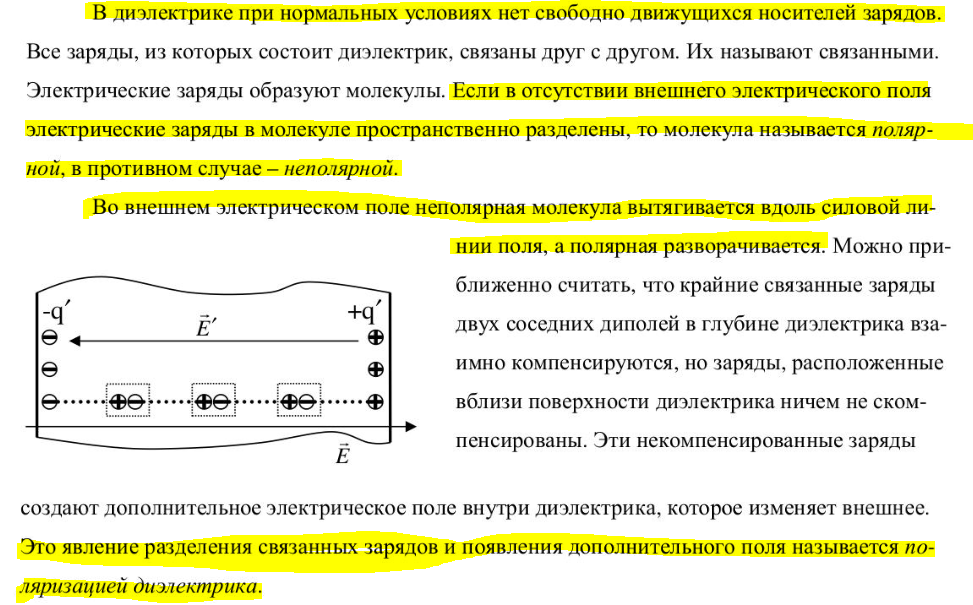 В диэлектрике при нормальных условиях нет свободно движущихся носителей зарядов.
Все заряды, из которых состоит диэлектрик, связаны друг с другом. Их называют связанными.
Электрические заряды образуют молекулы. Если в отсутствии внешнего электрического поля
электрические заряды в молекуле пространственно разделены, то молекула называется поляр-
ной, в противном случае – неполярной.
Во внешнем электрическом поле неполярная молекула вытягивается вдоль силовой ли-
нии поля, а полярная разворачивается. Можно при-
ближенно считать, что крайние связанные заряды
двух соседних диполей в глубине диэлектрика вза-
имно компенсируются, но заряды, расположенные
вблизи поверхности диэлектрика ничем не ском-
пенсированы. Эти некомпенсированные заряды
-q′ +q′
E⃗′
E⃗
создают дополнительное электрическое поле внутри диэлектрика, которое изменяет внешнее.
Это явление разделения связанных зарядов и появления дополнительного поля называется по-
ляризацией диэлектрика.